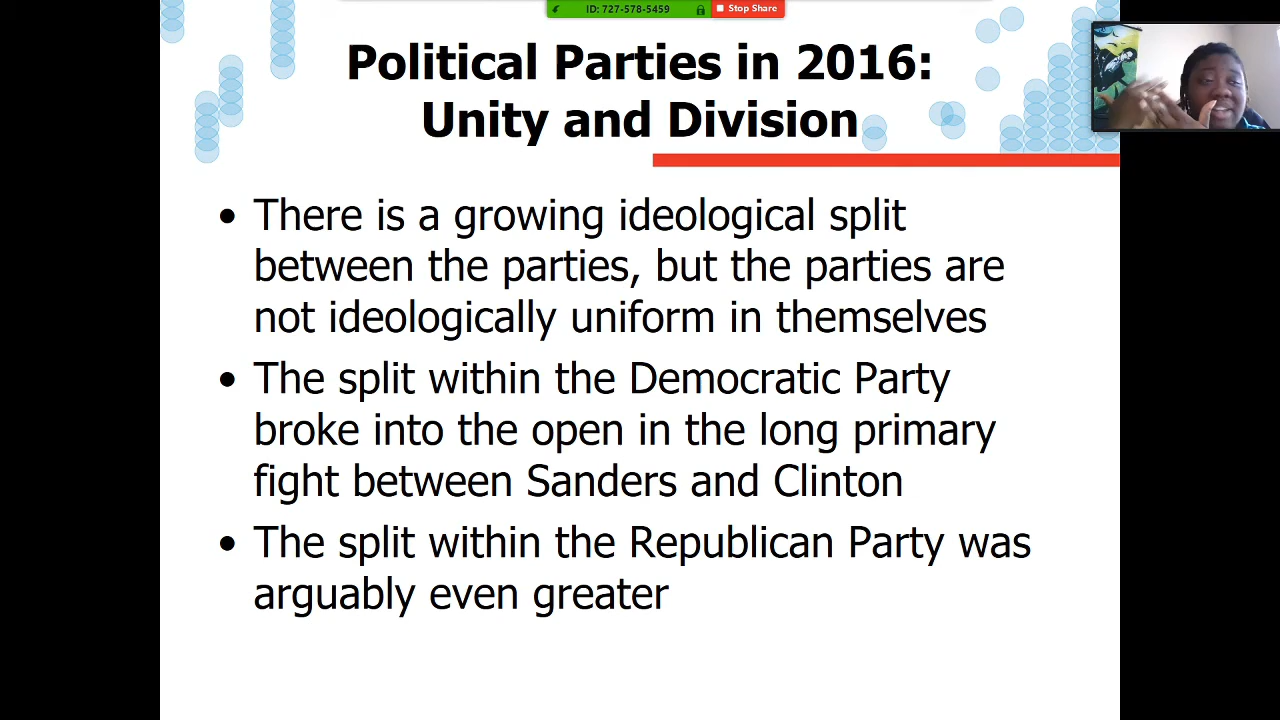 ID: 727-578-5459 Stop Share
Political Parties in 2016:
Unity and Division
• There is a growing ideological split
between the parties, but the parties are
not ideologically uniform in themselves
• The split within the Democratic Party
broke into the open in the long primary
fight between Sanders and Clinton
• The split within the Republican Party was
arguably even greater